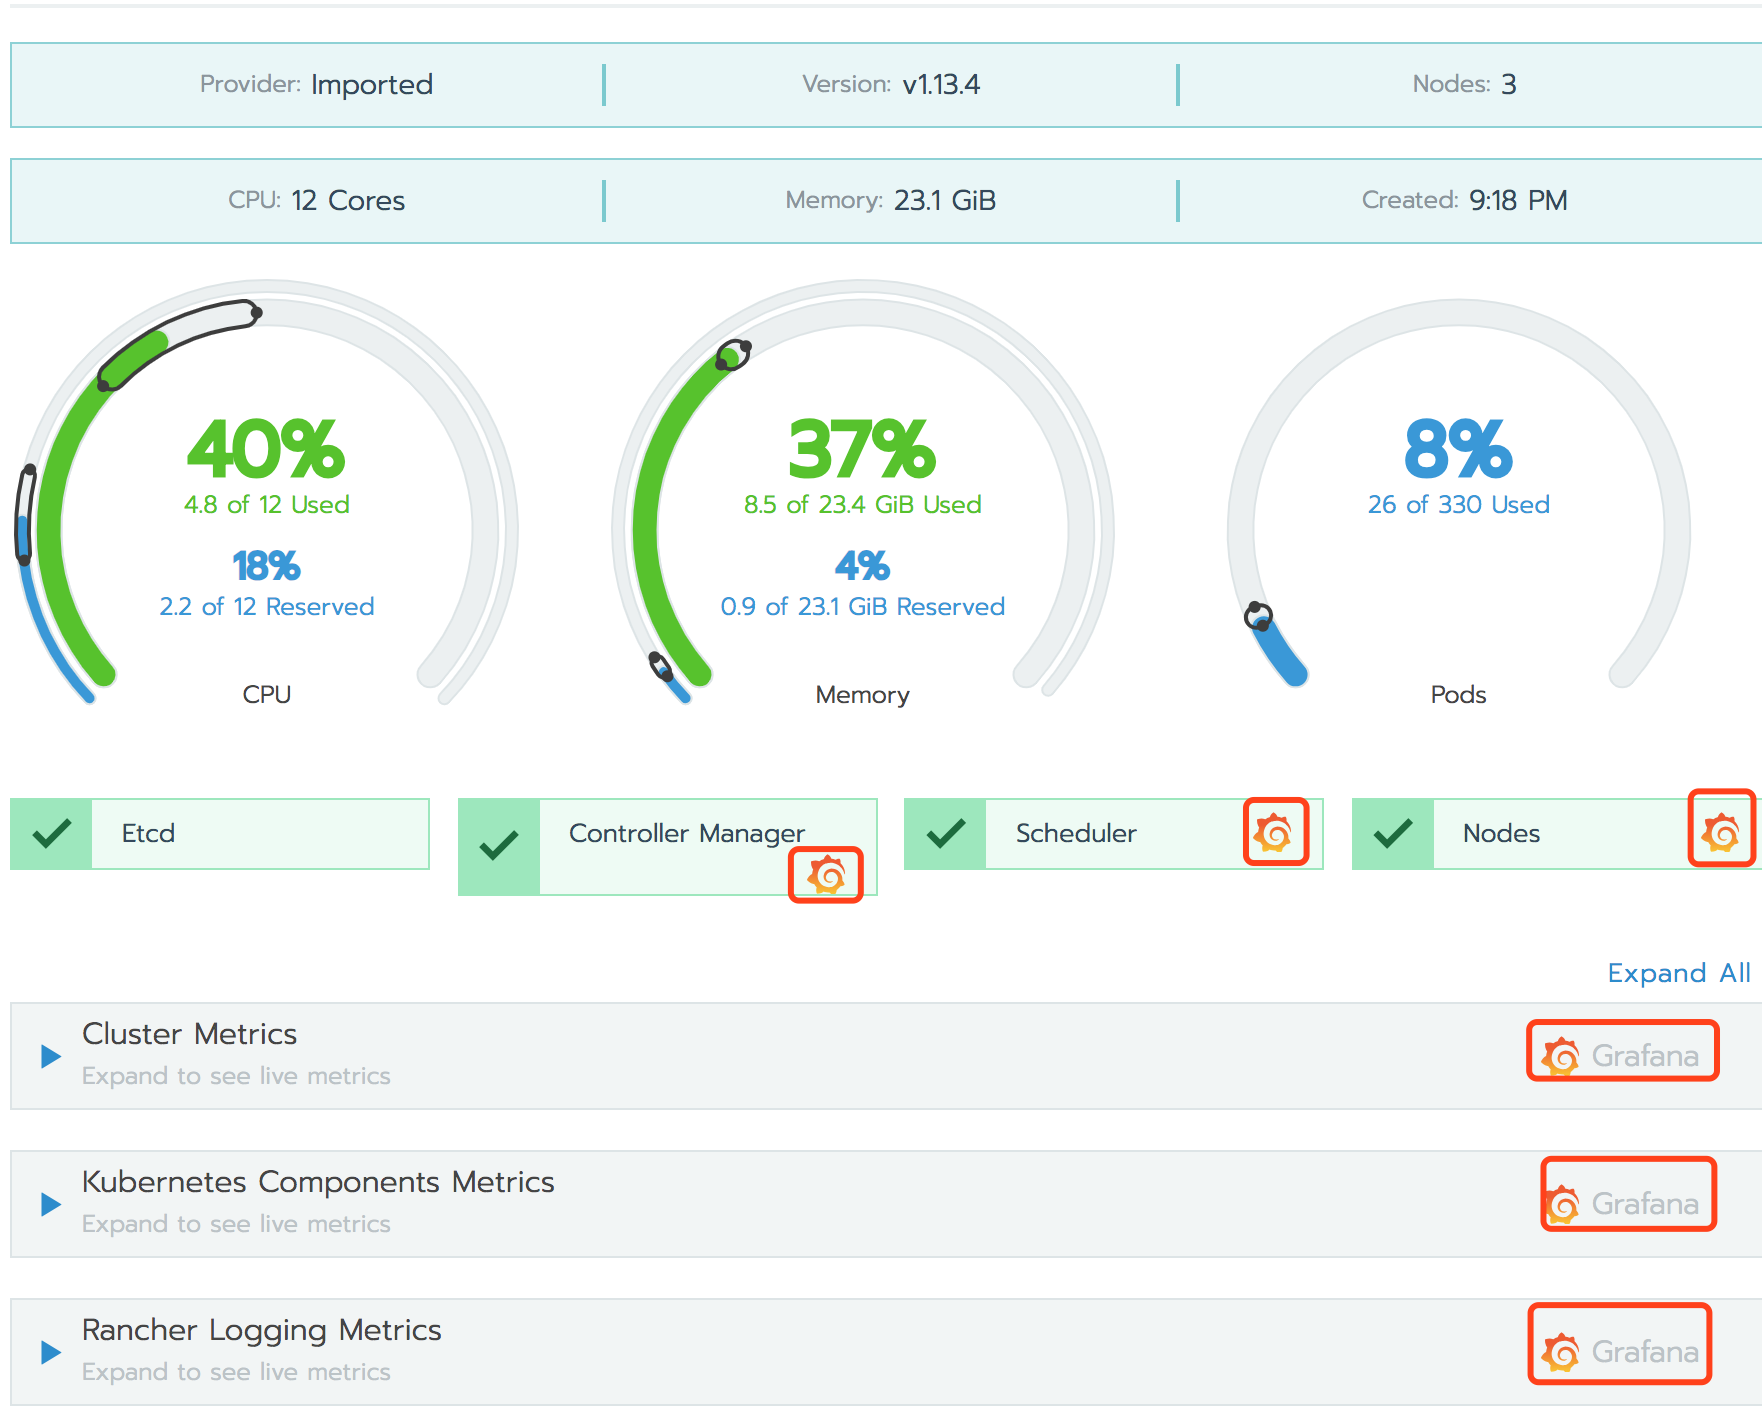 Provider: Imported
Version: v1.13.4
Nodes: 3
CPU: 12 Cores
Memory: 23.1 GiB
Created: 9:18 PM
40%
4.8 of 12 Used
18%
2.2 of 12 Reserved
CPU
37%
8.5 of 23.4 GiB Used
4%
0.9 of 23.1 GiB Reserved
Memory
8%
26 of 330 Used
Pods
Etcd
Controller Manager
Scheduler
Nodes
Expand All
Cluster Metrics
Expand to see live metrics
Grafana
Kubernetes Components Metrics
Expand to see live metrics
Grafana
Rancher Logging Metrics
Expand to see live metrics
Grafana